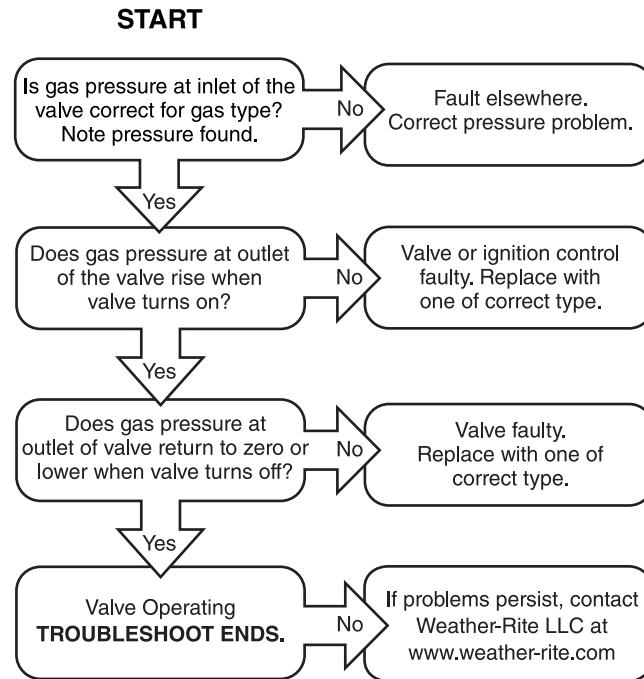 START
Is gas pressure at inlet of the
valve correct for gas type?
Note pressure found.
No
Fault elsewhere.
Correct pressure problem.
Yes
Does gas pressure at outlet
of the valve rise when
valve turns on?
No
Valve or ignition control
faulty. Replace with
one of correct type.
Yes
Does gas pressure at
outlet of valve return to zero or
lower when valve turns off?
No
Valve faulty.
Replace with one of
correct type.
Yes
Valve Operating
TROUBLESHOOT ENDS.
No
If problems persist, contact
Weather-Rite LLC at
www.weather-rite.com